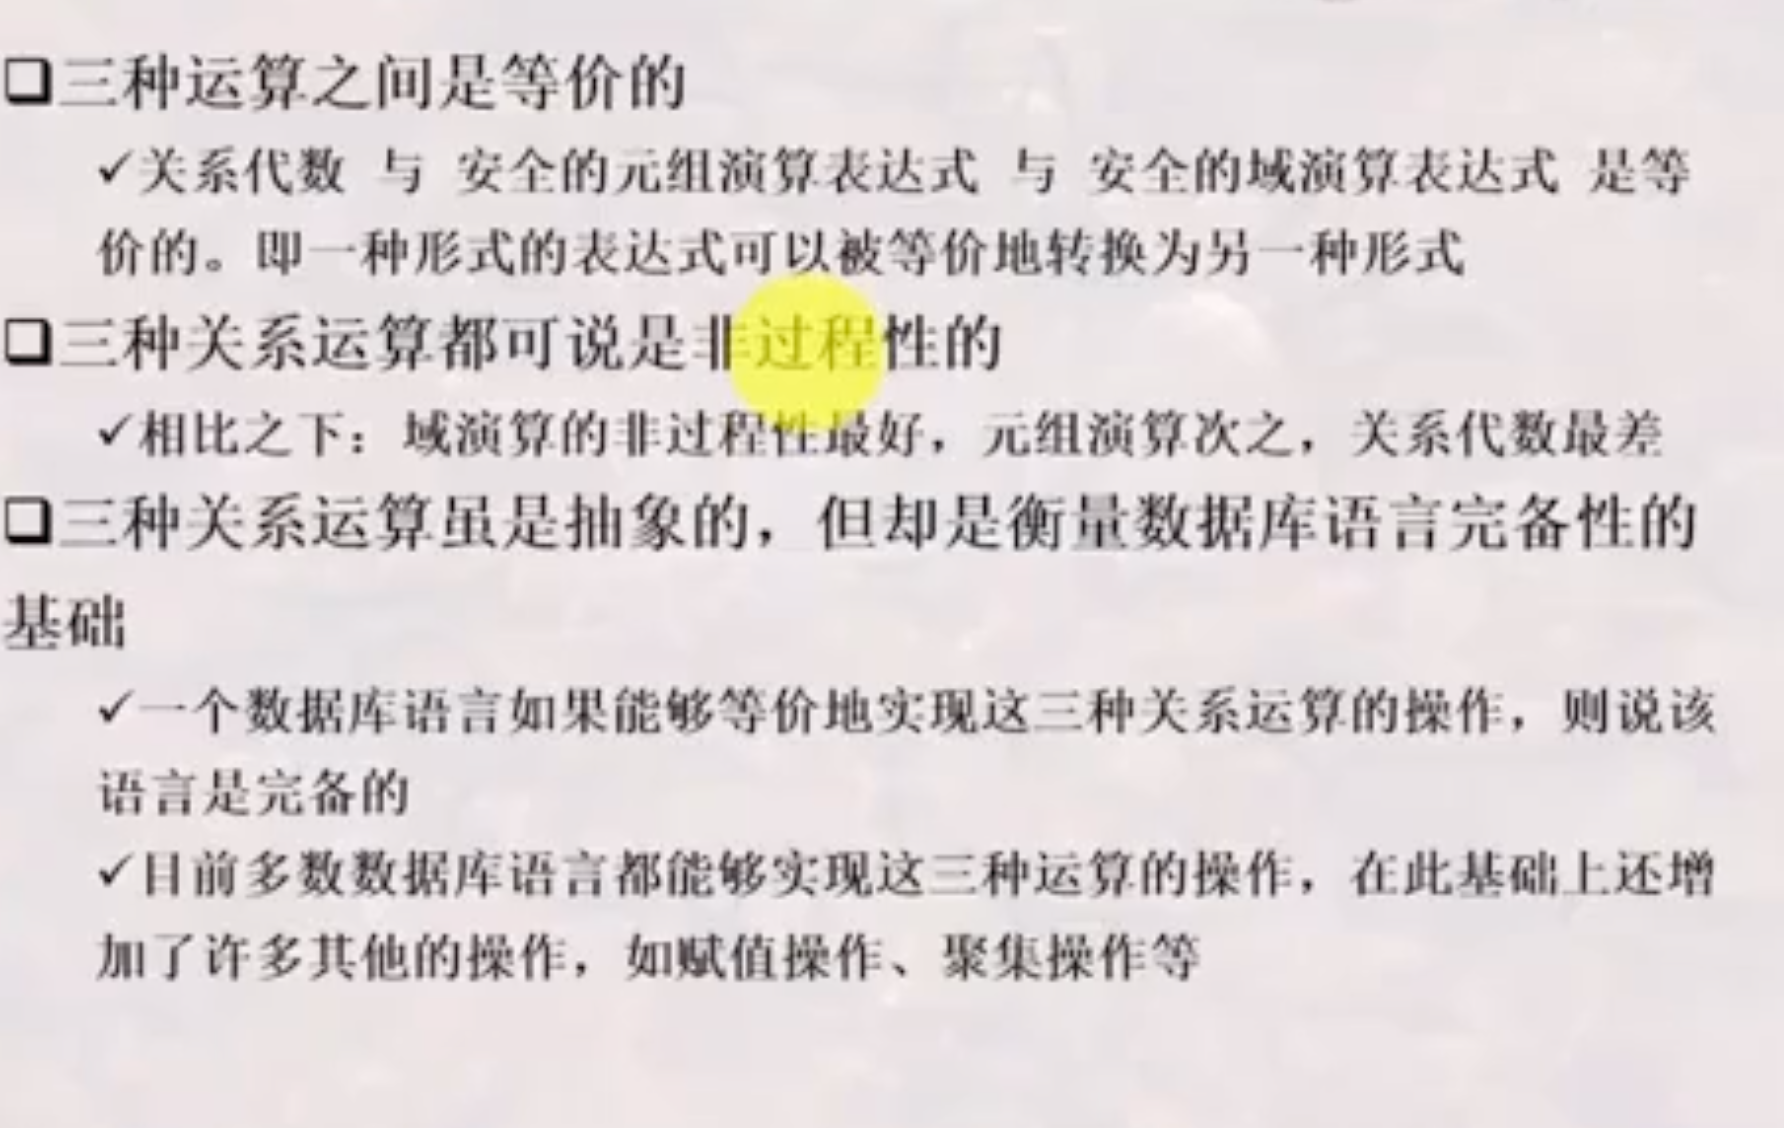 ❑三种运算之间是等价的
✓关系代数 与 安全的元组演算表达式 与 安全的域演算表达式 是等
价的。即一种形式的表达式可以被等价地转换为另一种形式
❑三种关系运算都可说是非过程性的
✓相比之下：域演算的非过程性最好，元组演算次之，关系代数最差
❑三种关系运算虽是抽象的，但却是衡量数据库语言完备性的
基础
✓一个数据库语言如果能够等价地实现这三种关系运算的操作，则说该
语言是完备的
✓目前多数数据库语言都能够实现这三种运算的操作，在此基础上还增
加了许多其他的操作，如赋值操作、聚集操作等